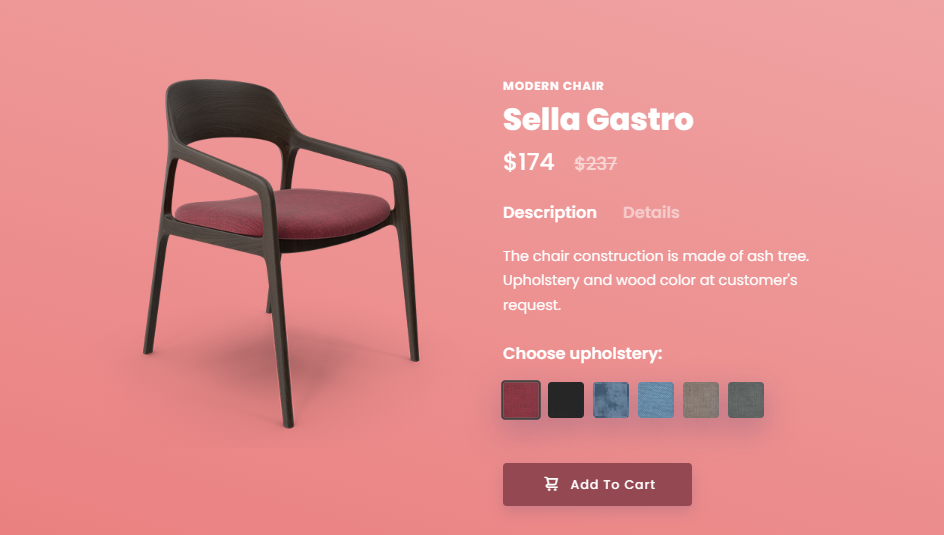 MODERN CHAIR
Sella Gastro
$174 $237
Description Details
The chair construction is made of ash tree.
Upholstery and wood color at customer's
request.
Choose upholstery:
Add To Cart